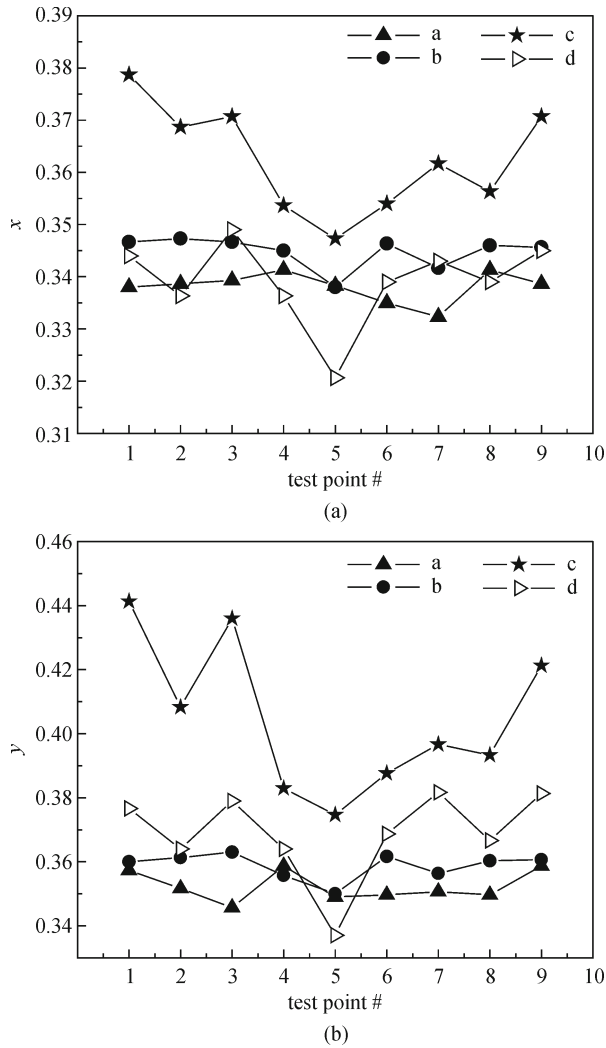 0.39
0.38
0.37
0.36
0.35
0.34
0.33
0.32
0.31
x
a
b
c
d
1 2 3 4 5 6 7 8 9 10
test point #
(a)
0.46
0.44
0.42
0.40
0.38
0.36
0.34
y
a
b
c
d
1 2 3 4 5 6 7 8 9 10
test point #
(b)